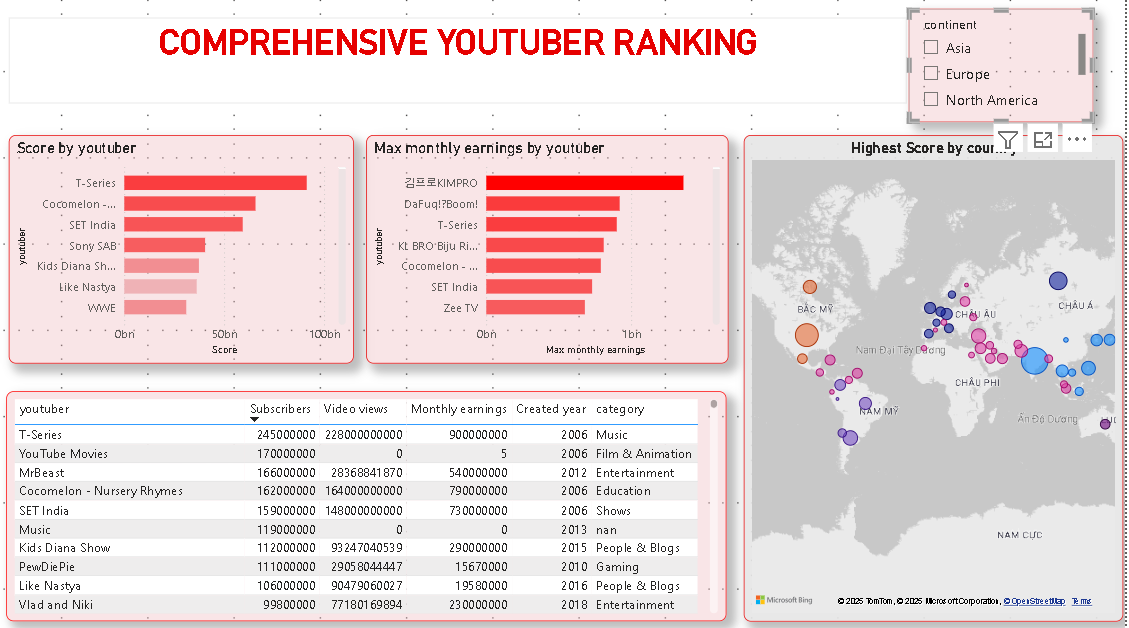 COMPREHENSIVE YOUTUBER RANKING
continent
Asia
Europe
North America
Score by youtuber
youtuber
T-Series
Cocomelon -...
SET India
Sony SAB
Kids Diana Sh...
Like Nastya
WWE
0bn 50bn 100bn
Score
Max monthly earnings by youtuber
youtuber
김프로KIMPRO
DaFuq!?Boom!
T-Series
KL BRO Biju Ri...
Cocomelon - ...
SET India
Zee TV
0bn 1bn
Max monthly earnings
Highest Score by country
BẮC MỸ
CHÂU ÂU
CHÂU Á
Nam Đại Tây Dương
CHÂU PHI
NAM MỸ
Ấn Độ Dương
NAM CỰC
Microsoft Bing
© 2025 TomTom, © 2025 Microsoft Corporation, © OpenStreetMap Terms
youtuber Subscribers Video views Monthly earnings Created year category
T-Series 245000000 228000000000 900000000 2006 Music
YouTube Movies 170000000 0 5 2006 Film & Animation
MrBeast 166000000 28368841870 540000000 2012 Entertainment
Cocomelon - Nursery Rhymes 162000000 164000000000 790000000 2006 Education
SET India 159000000 148000000000 730000000 2006 Shows
Music 119000000 0 0 2013 nan
Kids Diana Show 112000000 93247040539 290000000 2015 People & Blogs
PewDiePie 111000000 29058044447 15670000 2010 Gaming
Like Nastya 106000000 90479060027 19580000 2016 People & Blogs
Vlad and Niki 99800000 77180169894 230000000 2018 Entertainment